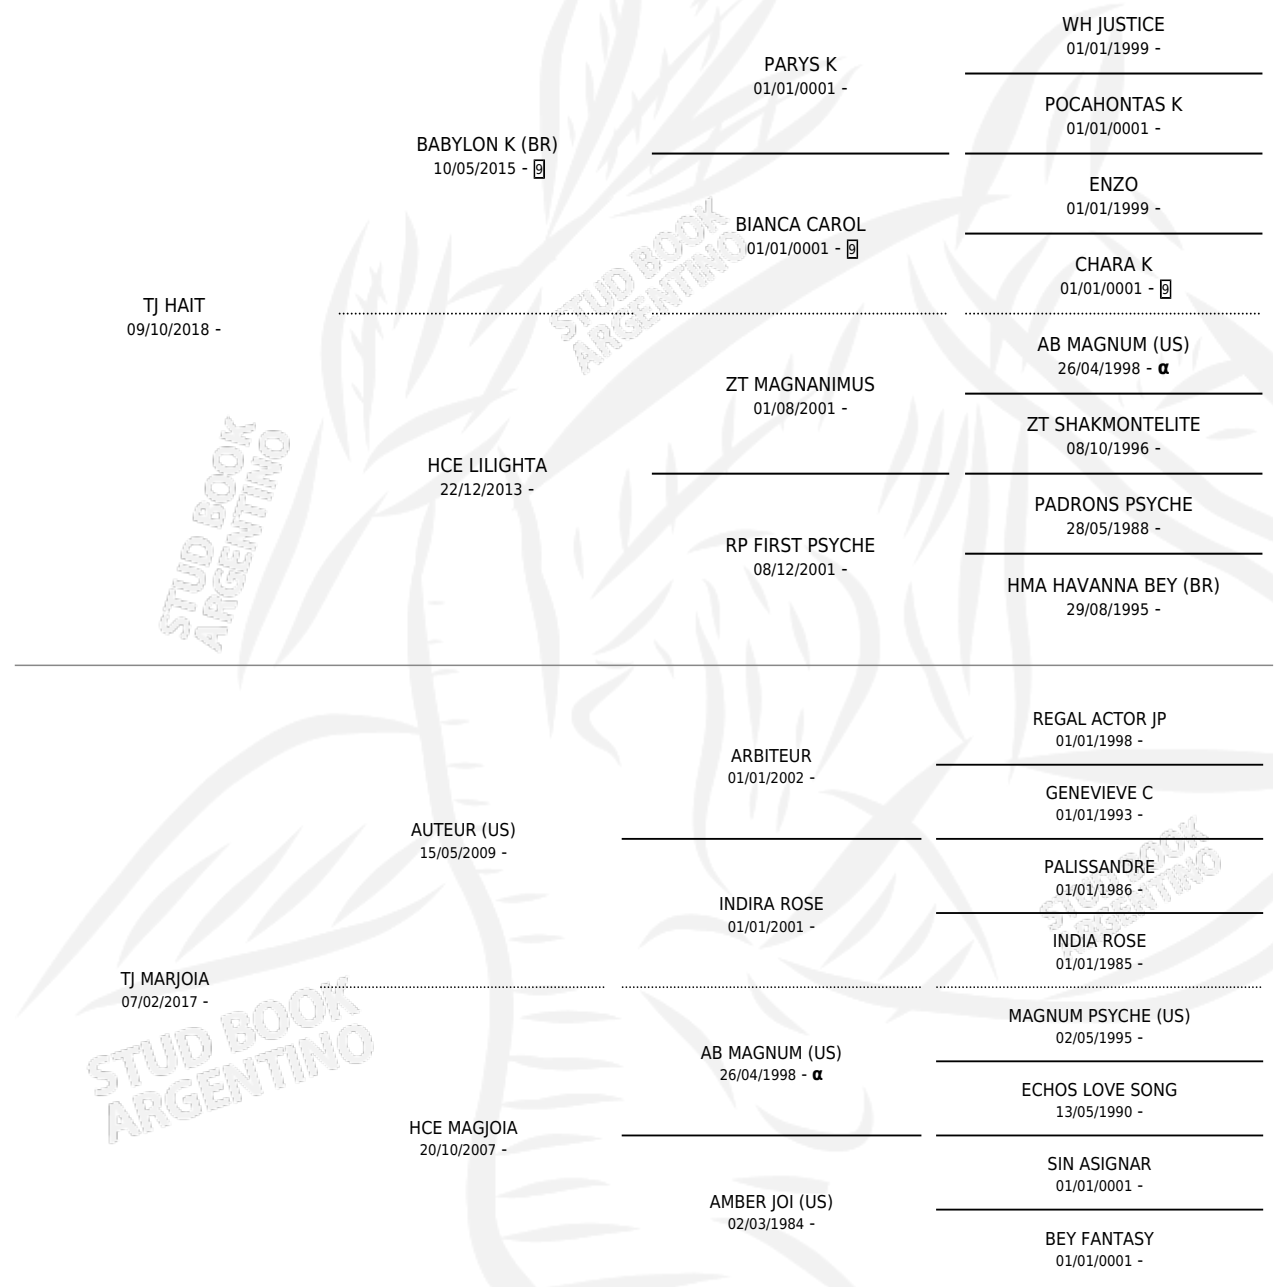 WH JUSTICE
01/01/1999 -
PARYS K
01/01/0001 -
POCAHONTAS K
01/01/0001 -
BABYLON K (BR)
10/05/2015 - 9
ENZO
01/01/1999 -
BIANCA CAROL
01/01/0001 - 9
CHARA K
01/01/0001 - 9
TJ HAIT
09/10/2018 -
STUD BOOK
ARGENTINO
AB MAGNUM (US)
26/04/1998 - α
ZT MAGNANIMUS
01/08/2001 -
ZT SHAKMONTELITE
08/10/1996 -
HCE LILIGHTA
22/12/2013 -
PADRONS PSYCHE
28/05/1988 -
RP FIRST PSYCHE
08/12/2001 -
HMA HAVANNA BEY (BR)
29/08/1995 -
STUD BOOK
ARGENTINO
REGAL ACTOR JP
01/01/1998 -
ARBITEUR
01/01/2002 -
GENEVIEVE C
01/01/1993 -
AUTEUR (US)
15/05/2009 -
PALISSANDRE
01/01/1986 -
INDIRA ROSE
01/01/2001 -
STUD BOOK
ARGENTINO
INDIA ROSE
01/01/1985 -
TJ MARJOIA
07/02/2017 -
STUD BOOK
ARGENTINO
MAGNUM PSYCHE (US)
02/05/1995 -
AB MAGNUM (US)
26/04/1998 - α
ECHOS LOVE SONG
13/05/1990 -
HCE MAGJOIA
20/10/2007 -
SIN ASIGNAR
01/01/0001 -
AMBER JOI (US)
02/03/1984 -
BEY FANTASY
01/01/0001 -